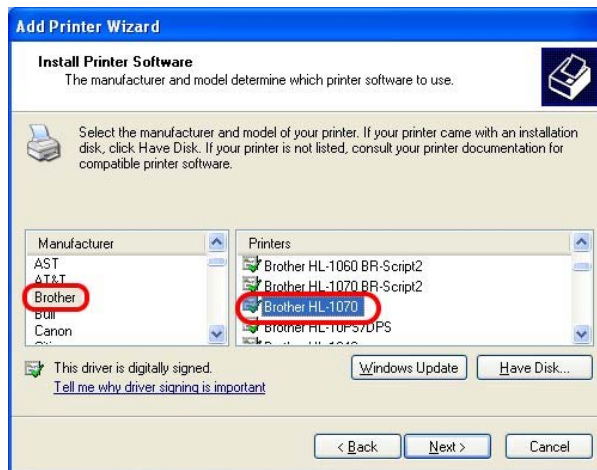 Add Printer Wizard
Install Printer Software
The manufacturer and model determine which printer software to use.
Select the manufacturer and model of your printer. If your printer came with an installation
disk, click Have Disk. If your printer is not listed, consult your printer documentation for
compatible printer software.
Manufacturer
AST
AT&T
Brother
Bull
Canon
Printers
Brother HL-1060 BR-Script2
Brother HL-1070 BR-Script2
Brother HL-1070
Brother HL-10PS/DPS
This driver is digitally signed.
Tell me why driver signing is important
Windows Update
Have Disk...
< Back
Next >
Cancel